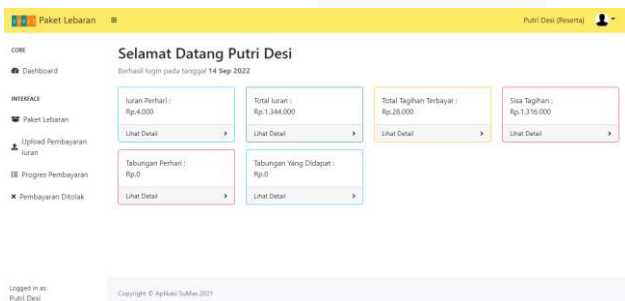 Paket Lebaran
Putri Desi (Peserta)
CORE
Dashboard
INTERFACE
Paket Lebaran
Upload Pembayaran
Iuran
Progres Pembayaran
Pembayaran Ditolak
Logged in as:
Putri Desi
Selamat Datang Putri Desi
Berhasil login pada tanggal 14 Sep 2022
Iuran Perhari :
Rp.4.000
Lihat Detail
Total Iuran :
Rp.1.344.000
Lihat Detail
Total Tagihan Terbayar :
Rp.28.000
Lihat Detail
Sisa Tagihan :
Rp.1.316.000
Lihat Detail
Tabungan Perhari :
Rp.0
Lihat Detail
Tabungan Yang Didapat :
Rp.0
Lihat Detail
Copyright © Aplikasi SuMas 2021